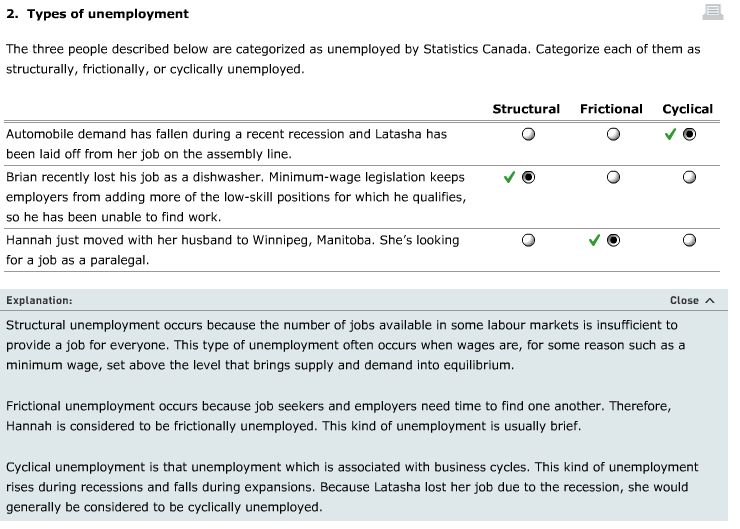 2. Types of unemployment
The three people described below are categorized as unemployed by Statistics Canada. Categorize each of them as
structurally, frictionally, or cyclically unemployed.
Structural Frictional Cyclical
Automobile demand has fallen during a recent recession and Latasha has
been laid off from her job on the assembly line.
Brian recently lost his job as a dishwasher. Minimum-wage legislation keeps
employers from adding more of the low-skill positions for which he qualifies,
so he has been unable to find work.
Hannah just moved with her husband to Winnipeg, Manitoba. She's looking
for a job as a paralegal.
Explanation: Close
Structural unemployment occurs because the number of jobs available in some labour markets is insufficient to
provide a job for everyone. This type of unemployment often occurs when wages are, for some reason such as a
minimum wage, set above the level that brings supply and demand into equilibrium.
Frictional unemployment occurs because job seekers and employers need time to find one another. Therefore,
Hannah is considered to be frictionally unemployed. This kind of unemployment is usually brief.
Cyclical unemployment is that unemployment which is associated with business cycles. This kind of unemployment
rises during recessions and falls during expansions. Because Latasha lost her job due to the recession, she would
generally be considered to be cyclically unemployed.